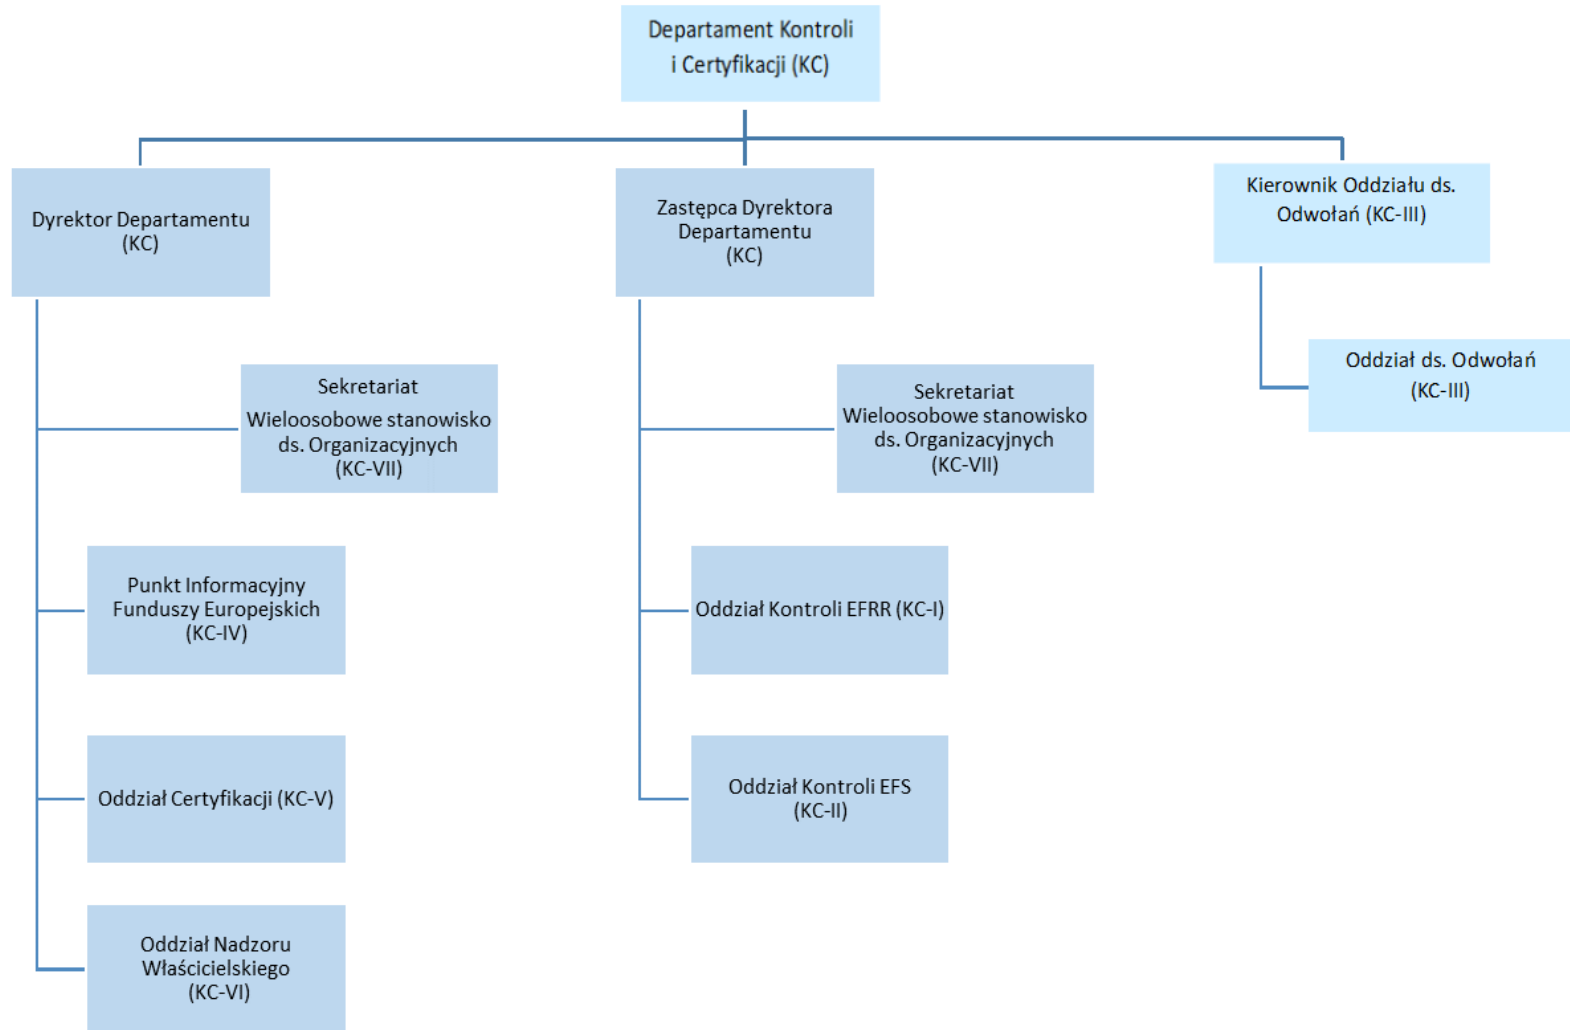 Departament Kontroli
i Certyfikacji (KC)
Dyrektor Departamentu
(KC)
Zastępca Dyrektora
Departamentu
(KC)
Kierownik Oddziału ds.
Odwołań (KC-III)
Sekretariat
Wieloosobowe stanowisko
ds. Organizacyjnych
(KC-VII)
Sekretariat
Wieloosobowe stanowisko
ds. Organizacyjnych
(KC-VII)
Oddział ds. Odwołań
(KC-III)
Punkt Informacyjny
Funduszy Europejskich
(KC-IV)
Oddział Kontroli EFRR (KC-I)
Oddział Certyfikacji (KC-V)
Oddział Kontroli EFS
(KC-II)
Oddział Nadzoru
Właścicielskiego
(KC-VI)